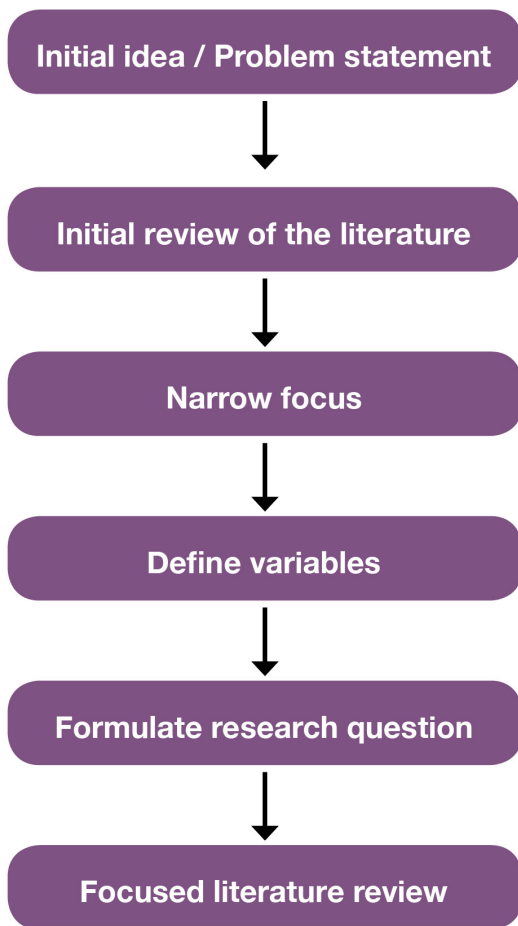 Initial idea / Problem statement
Initial review of the literature
Narrow focus
Define variables
Formulate research question
Focused literature review